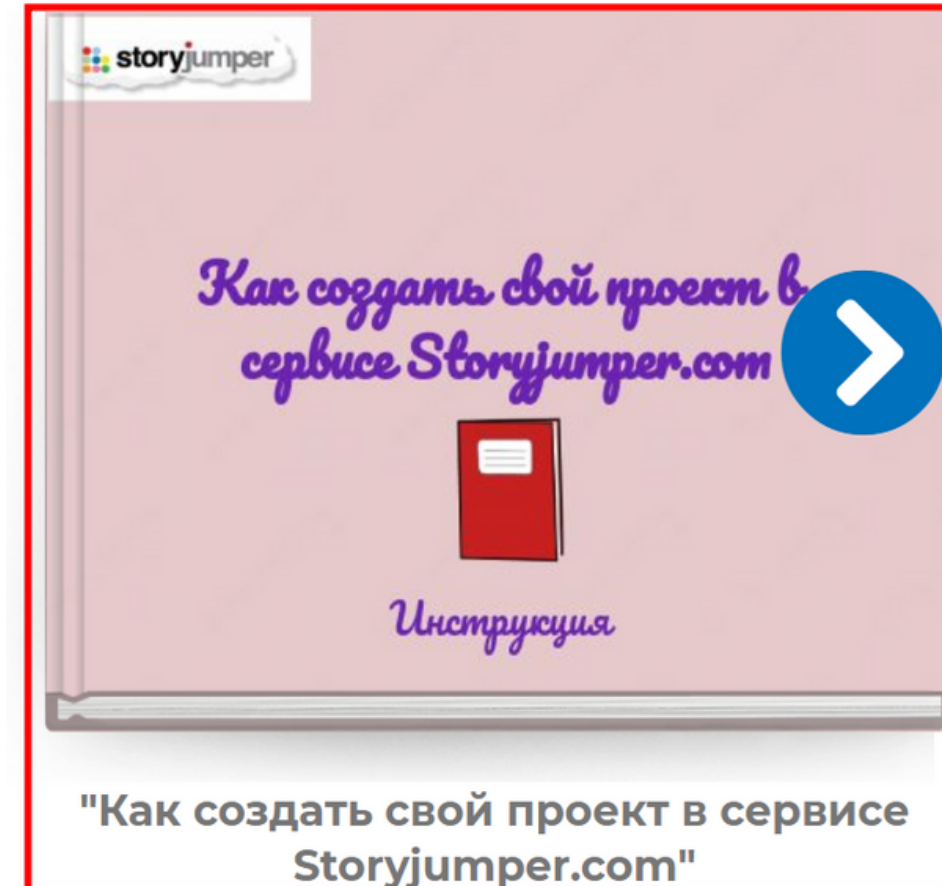 storyjumper
Как создать свой проект в
сервисе Storyjumper.com
Инструкция
"Как создать свой проект в сервисе
Storyjumper.com"